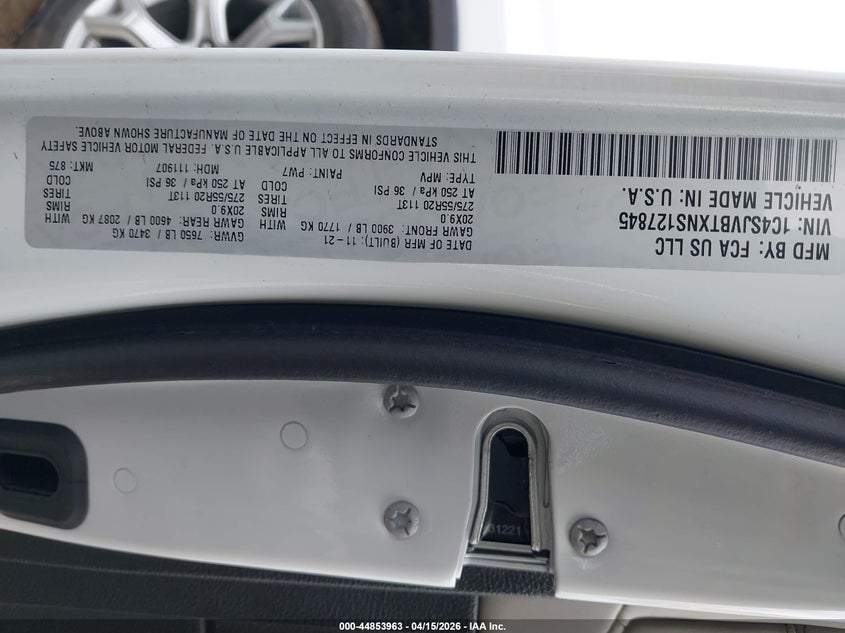 MFD BY: FCA US LLC
VIN: 1C4SJVBTXNS127845
VEHICLE MADE IN: U.S.A.
DATE OF MFR (BUILT): 11-21 GVWR: 7650 LB / 3470 KG
GAWR FRONT: 3900 LB / 1770 KG WITH GAWR REAR: 4600 LB / 2087 KG WITH
20X9.0 RIMS 20X9.0 RIMS
275/55R20 113T TIRES 275/55R20 113T TIRES
AT 250 kPa / 36 PSI COLD AT 250 kPa / 36 PSI COLD
TYPE: MPV PAINT: PW7 MDH: 111907 MKT: 875
THIS VEHICLE CONFORMS TO ALL APPLICABLE U.S.A. FEDERAL MOTOR VEHICLE SAFETY
STANDARDS IN EFFECT ON THE DATE OF MANUFACTURE SHOWN ABOVE.
31221
000-44853963 - 04/15/2026 - IAA Inc.